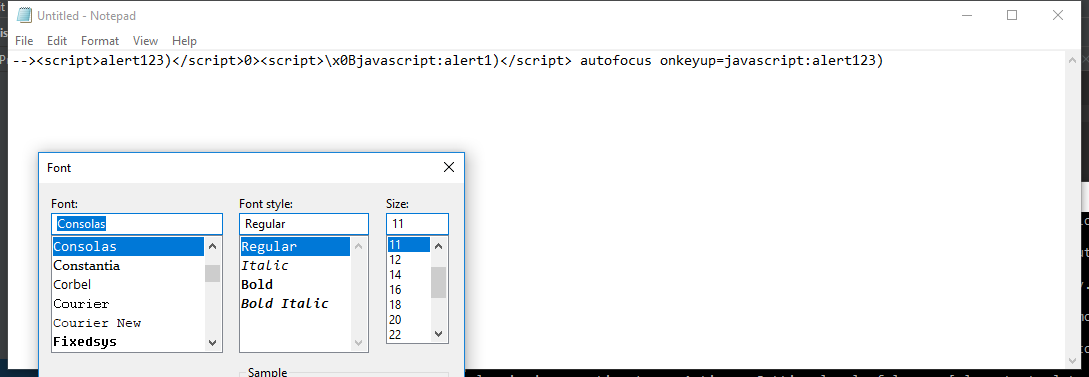 Untitled - Notepad
File Edit Format View Help
--><script>alert123)</script>0><script>\x0Bjavascript:alert1)</script> autofocus onkeyup=javascript:alert123)
Font
Font: Font style: Size:
Consolas Regular 11
Consolas Regular 11
Constantia Italic 12
Corbel Bold 14
Courier Bold Italic 16
Courier New 18
Fixedsys 20
22
Sample